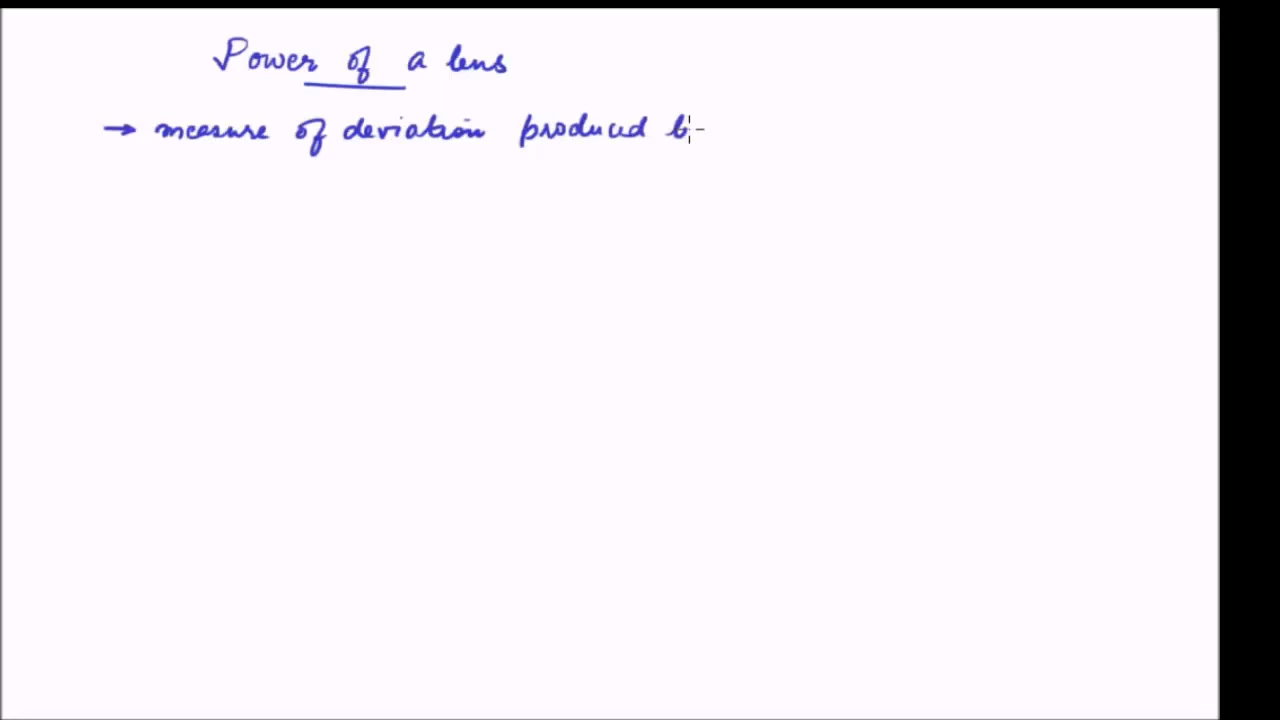 Power of a lens
→ measure of deviation produced b